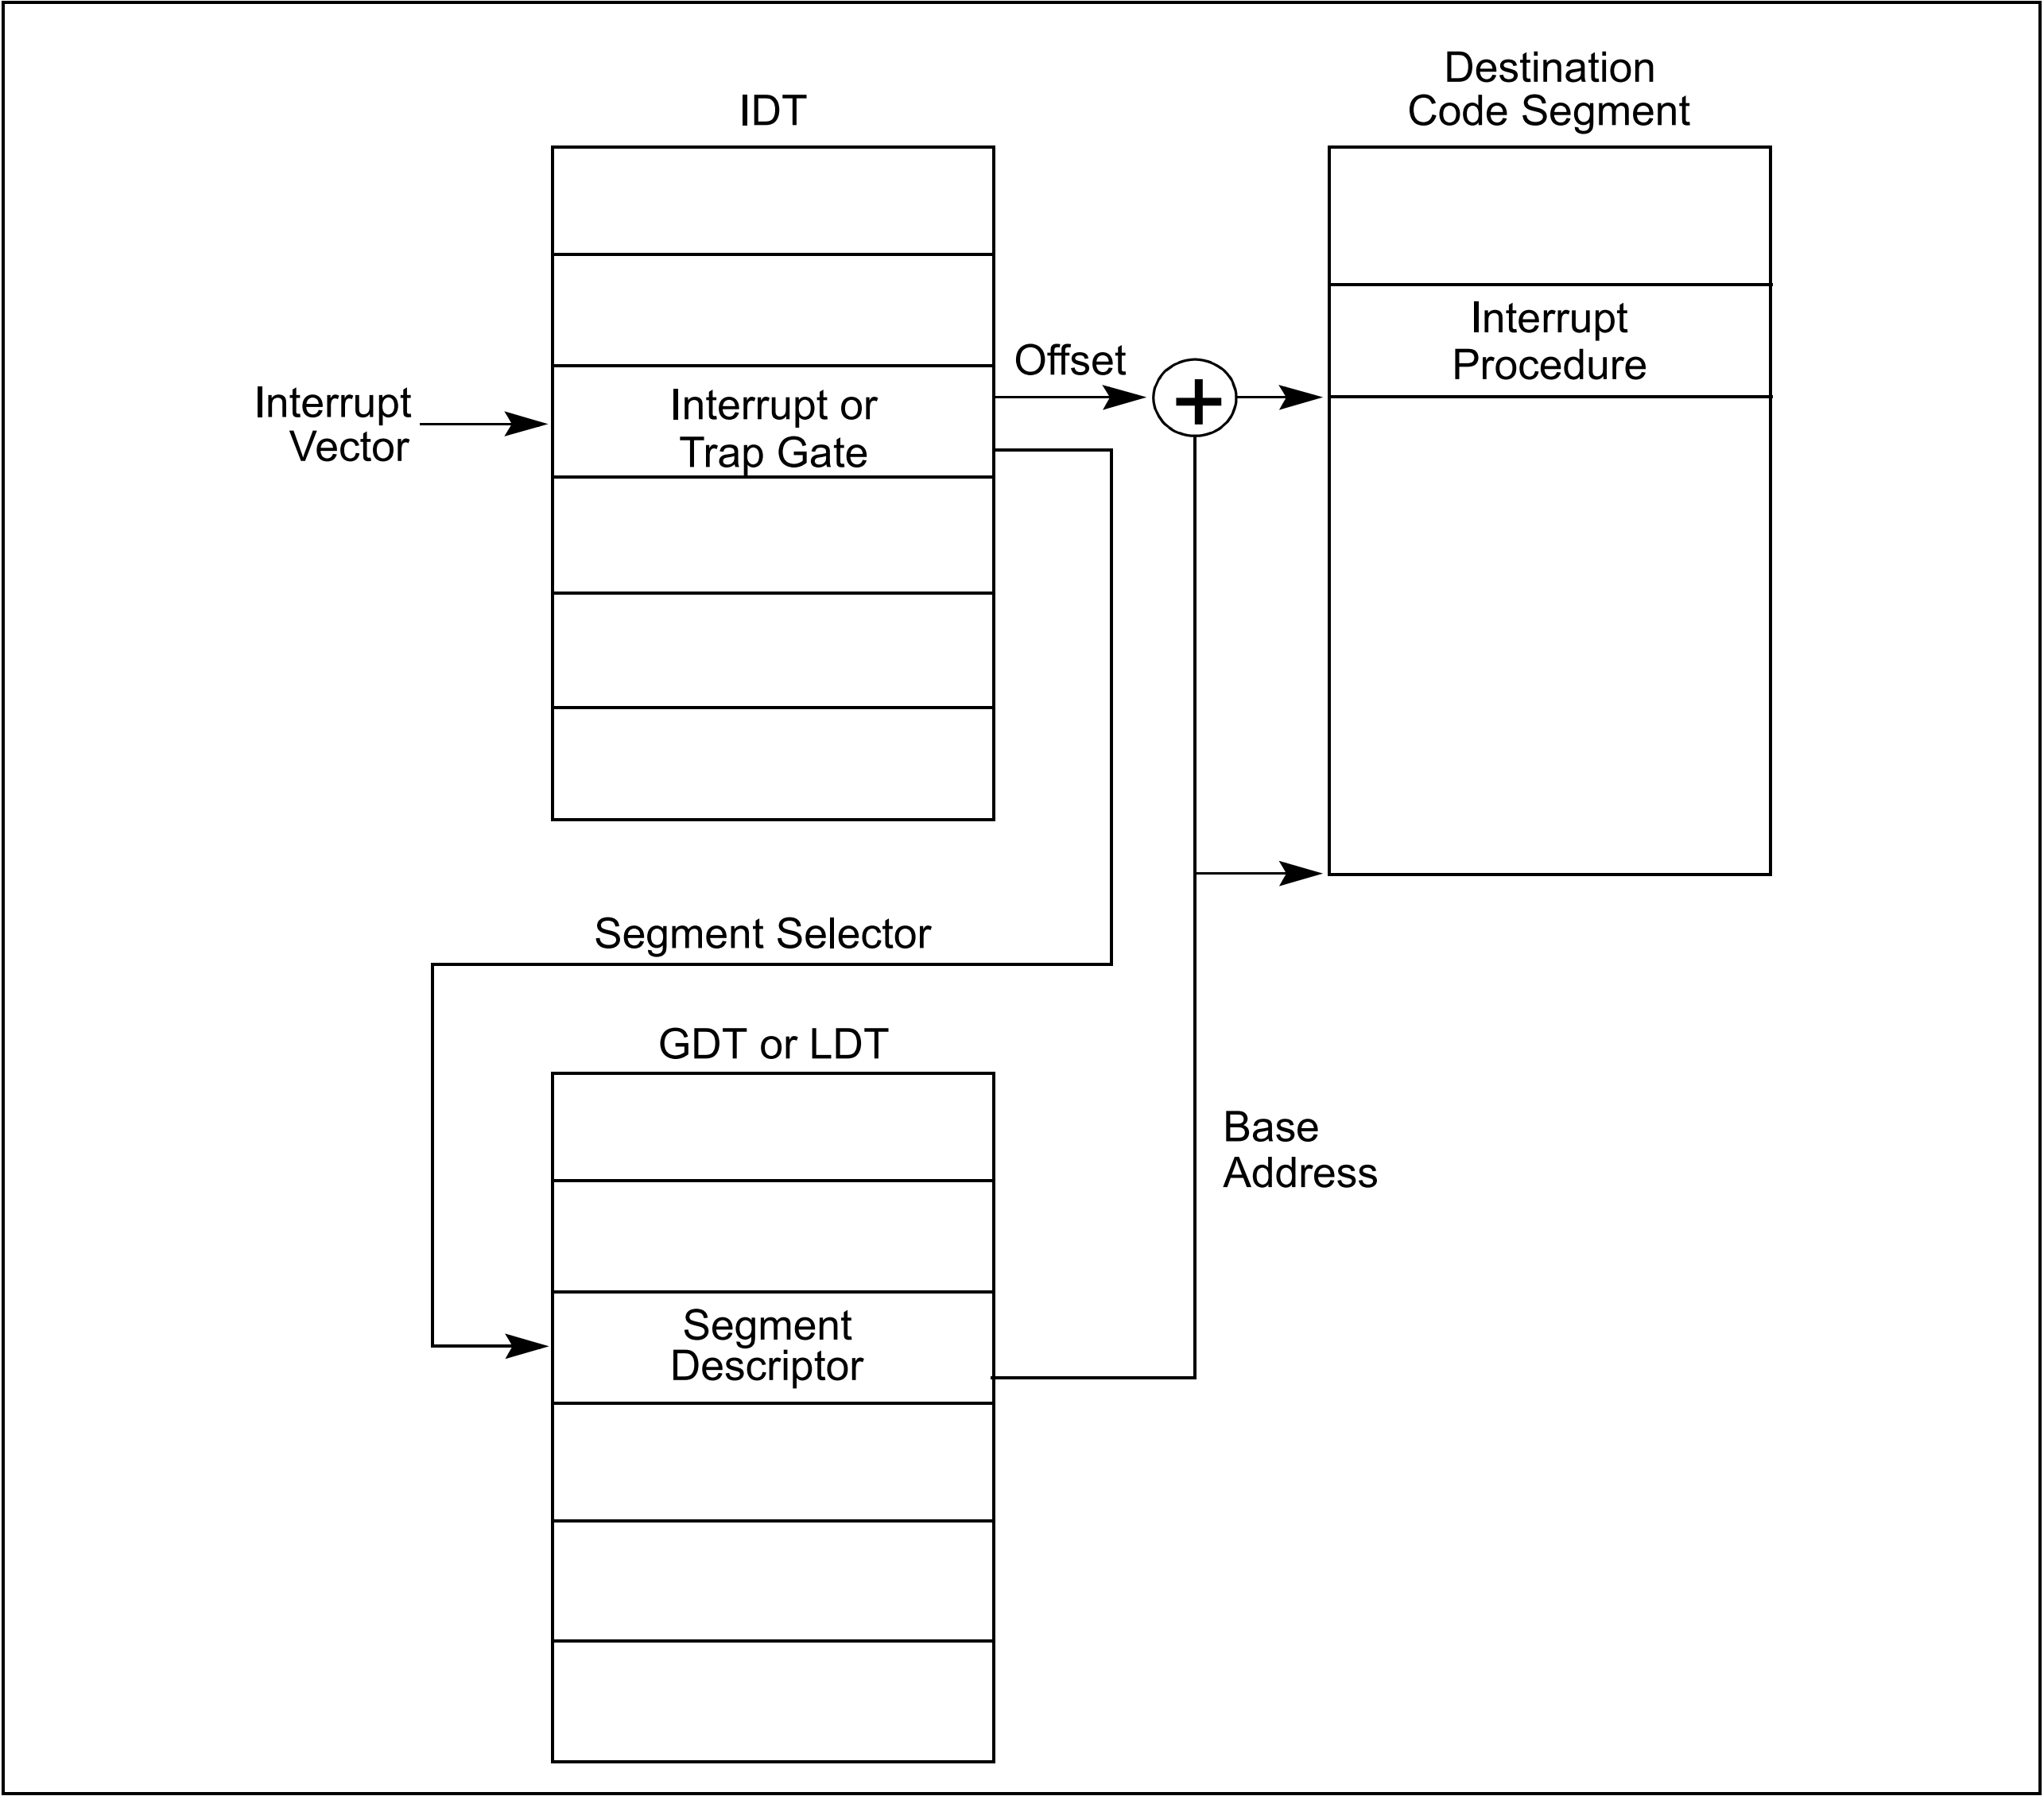 Destination
Code Segment
IDT
Interrupt
Procedure
Offset
+
Interrupt
Vector
Interrupt or
Trap Gate
Segment Selector
GDT or LDT
Base
Address
Segment
Descriptor